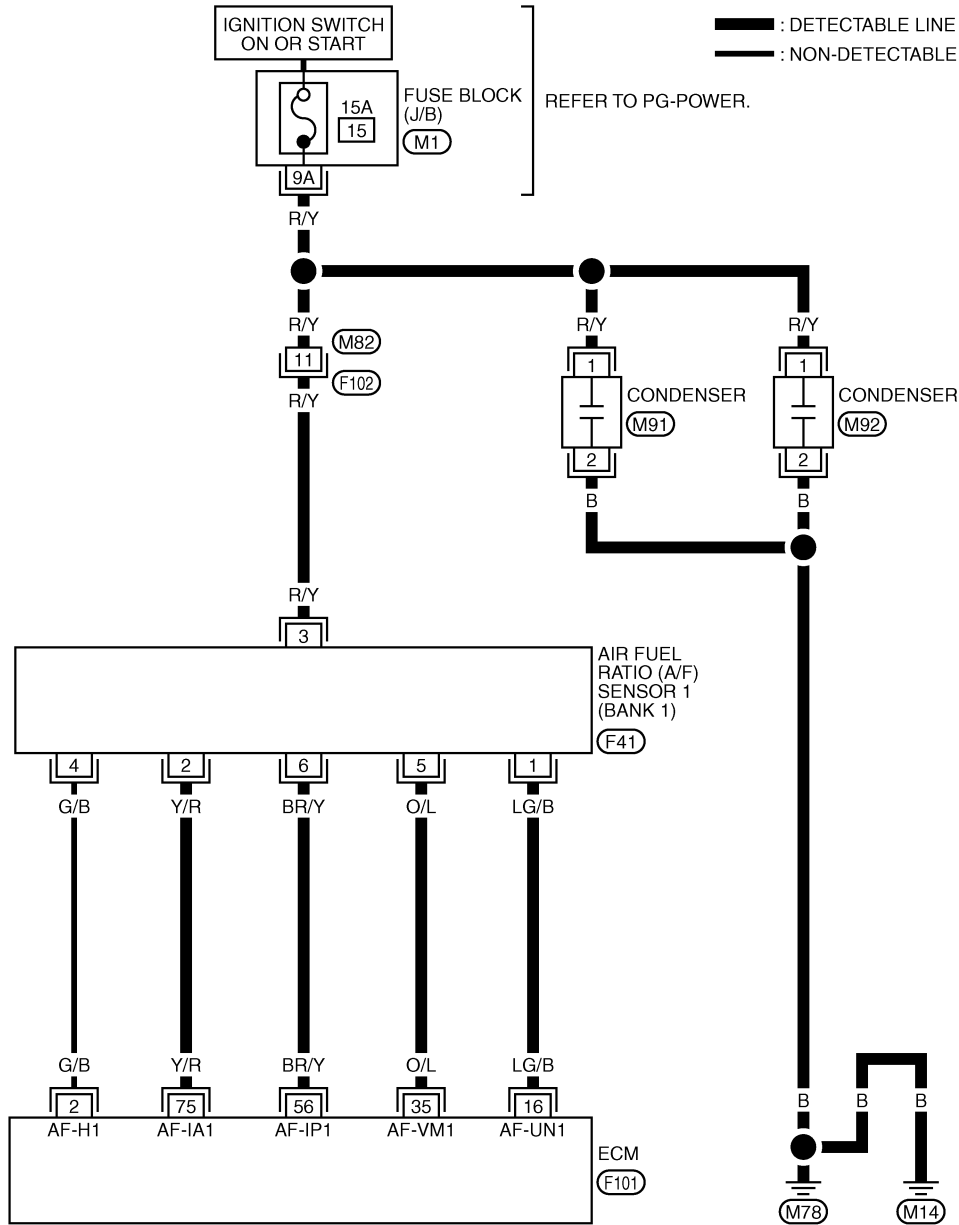 IGNITION SWITCH
ON OR START
: DETECTABLE LINE
: NON-DETECTABLE
15A
15
FUSE BLOCK
(J/B)
M1
REFER TO PG-POWER.
9A
R/Y
R/Y
R/Y
R/Y
11
M82
F102
R/Y
1
CONDENSER
M91
1
CONDENSER
M92
2
2
B
B
R/Y
3
AIR FUEL
RATIO (A/F)
SENSOR 1
(BANK 1)
F41
4
2
6
5
1
G/B
Y/R
BR/Y
O/L
LG/B
G/B
Y/R
BR/Y
O/L
LG/B
2
75
56
35
16
AF-H1
AF-IA1
AF-IP1
AF-VM1
AF-UN1
ECM
F101
B
B
B
M78
M14